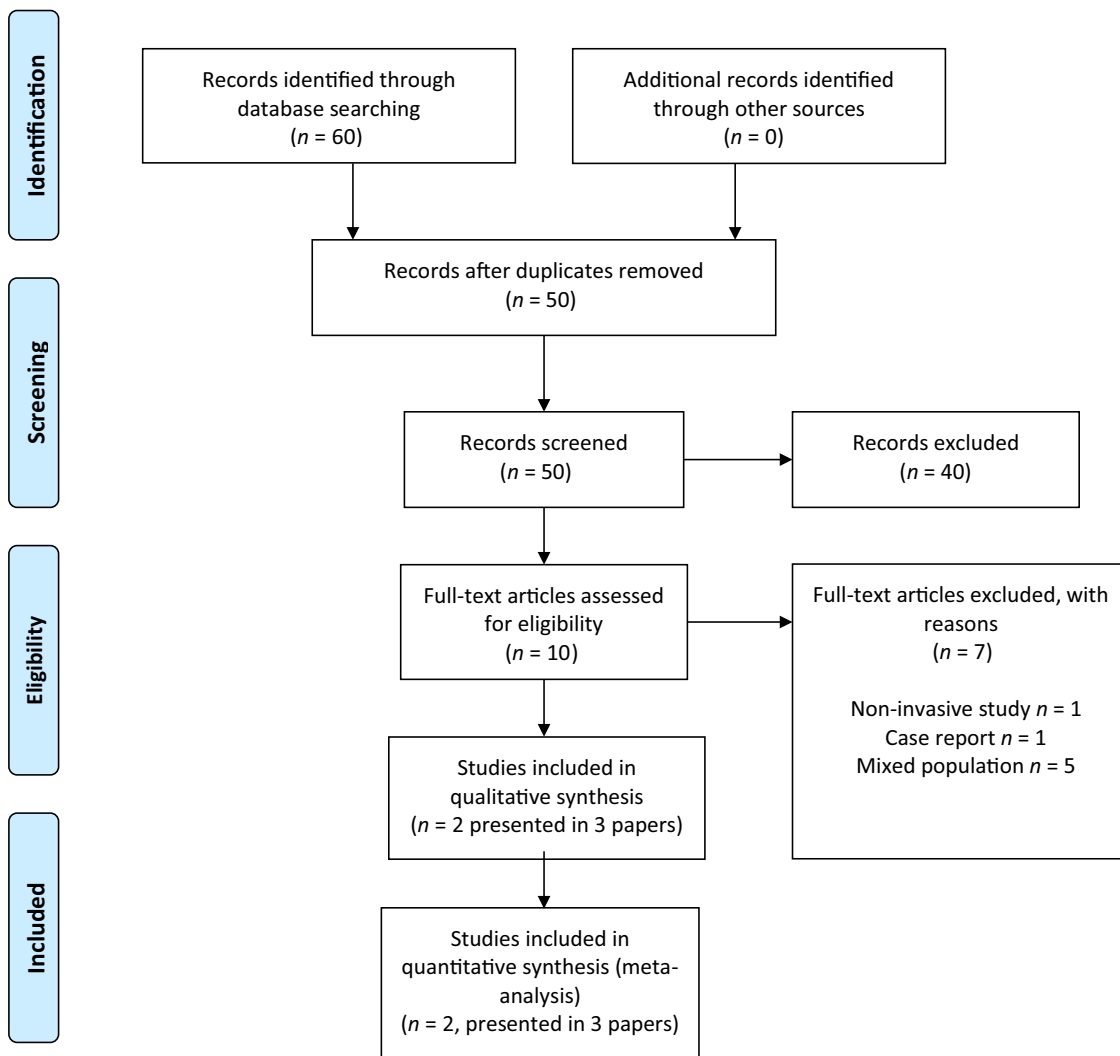 Identification
Records identified through
database searching
(n = 60)
Additional records identified
through other sources
(n = 0)
Records after duplicates removed
(n = 50)
Screening
Records screened
(n = 50)
Records excluded
(n = 40)
Eligibility
Full-text articles assessed
for eligibility
(n = 10)
Full-text articles excluded, with
reasons
(n = 7)
Non-invasive study n = 1
Case report n = 1
Mixed population n = 5
Studies included in
qualitative synthesis
(n = 2 presented in 3 papers)
Included
Studies included in
quantitative synthesis (meta-
analysis)
(n = 2, presented in 3 papers)